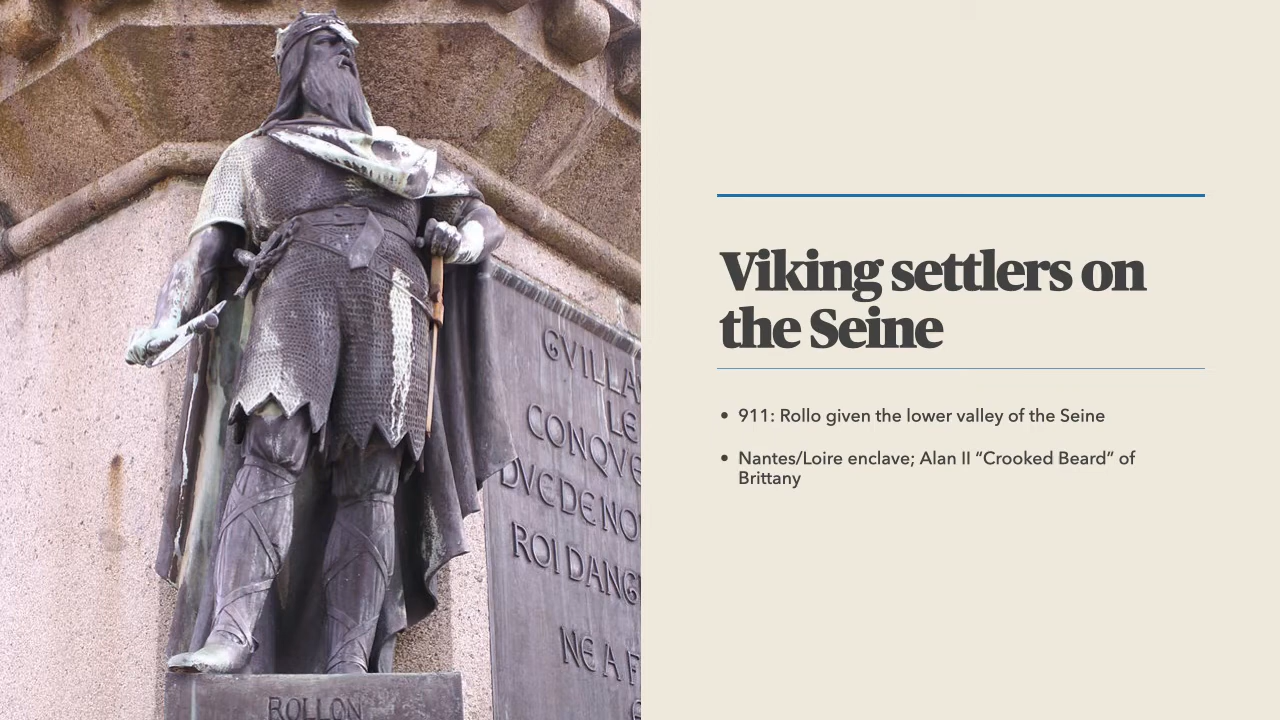 GVILLA
LE
CONQVE
DVC DE NO
ROI DANG
NE A F
ROLLON
Viking settlers on
the Seine
• 911: Rollo given the lower valley of the Seine
• Nantes/Loire enclave; Alan II “Crooked Beard” of
Brittany